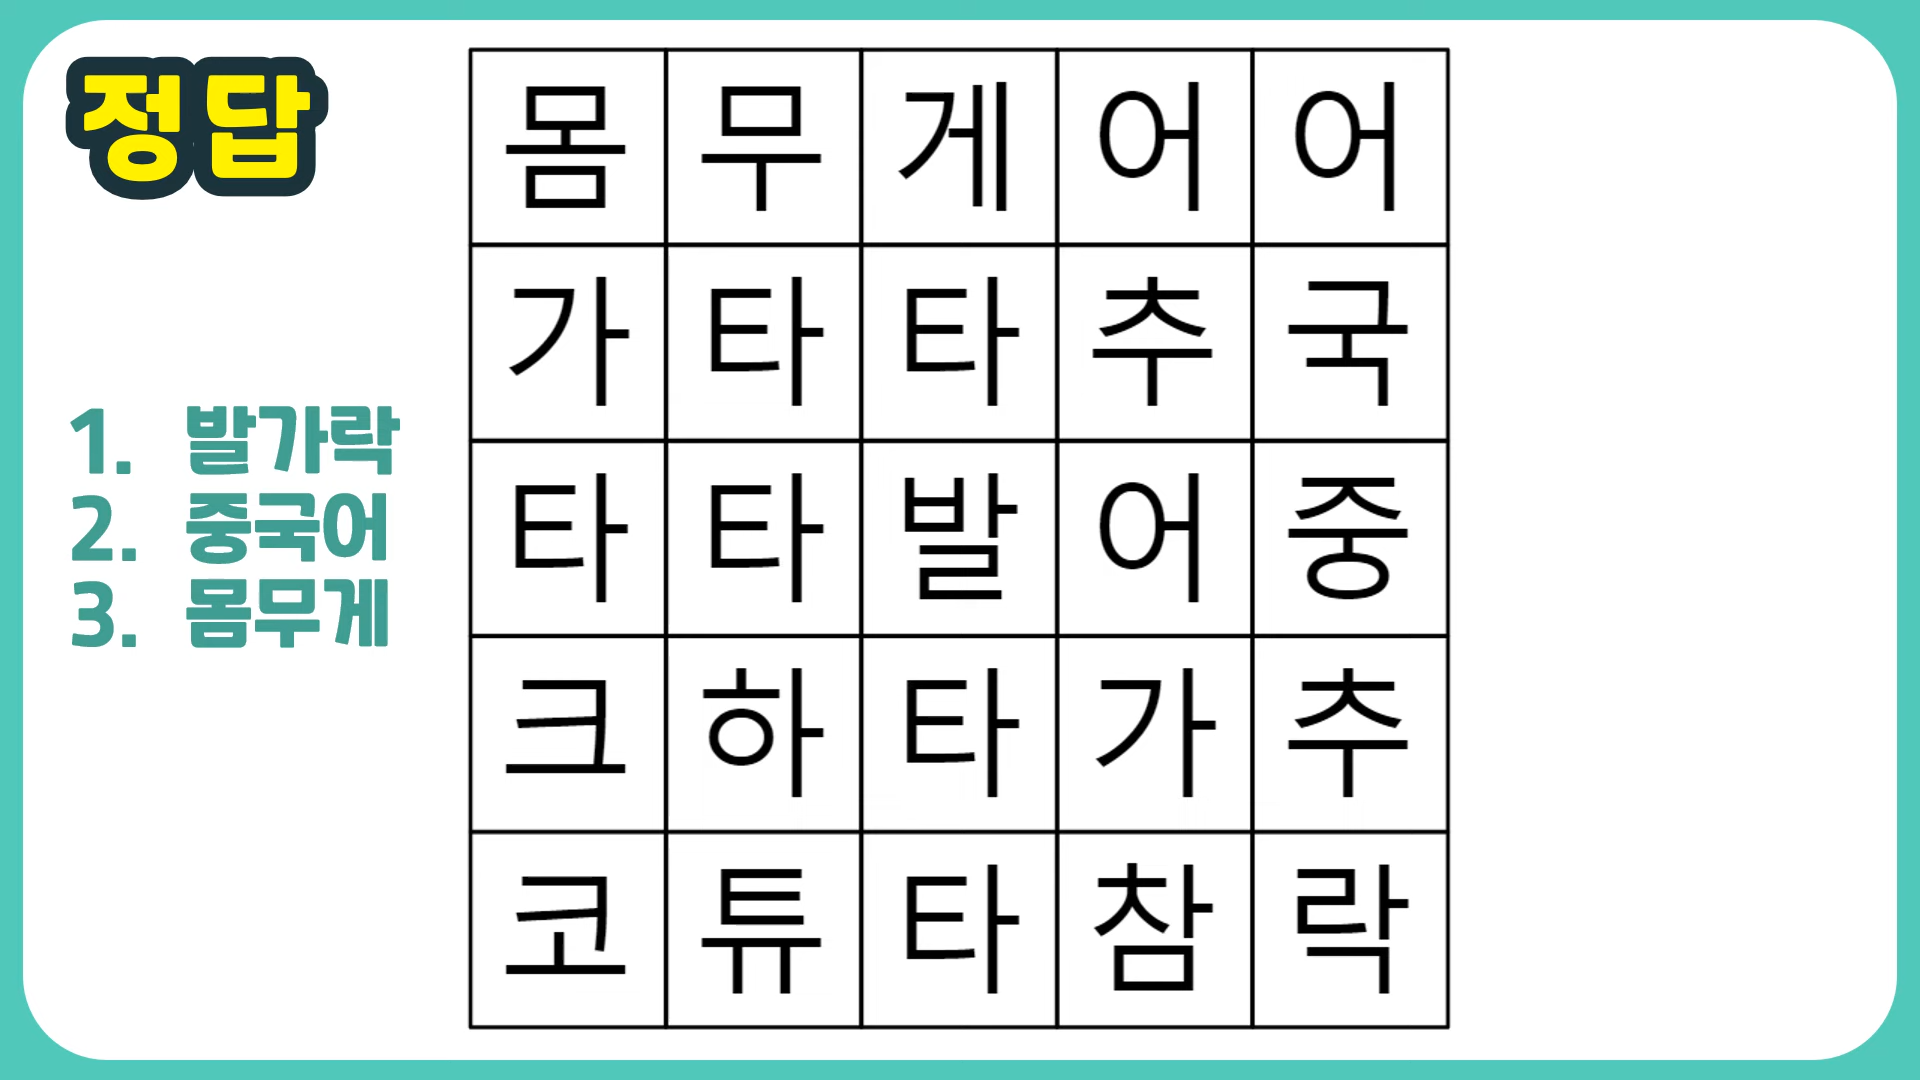 정답
1. 발가락
2. 중국어
3. 몸무게
몸 무 게 어 어
가 타 타 추 국
타 타 발 어 중
크 하 타 가 추
코 튜 타 참 락